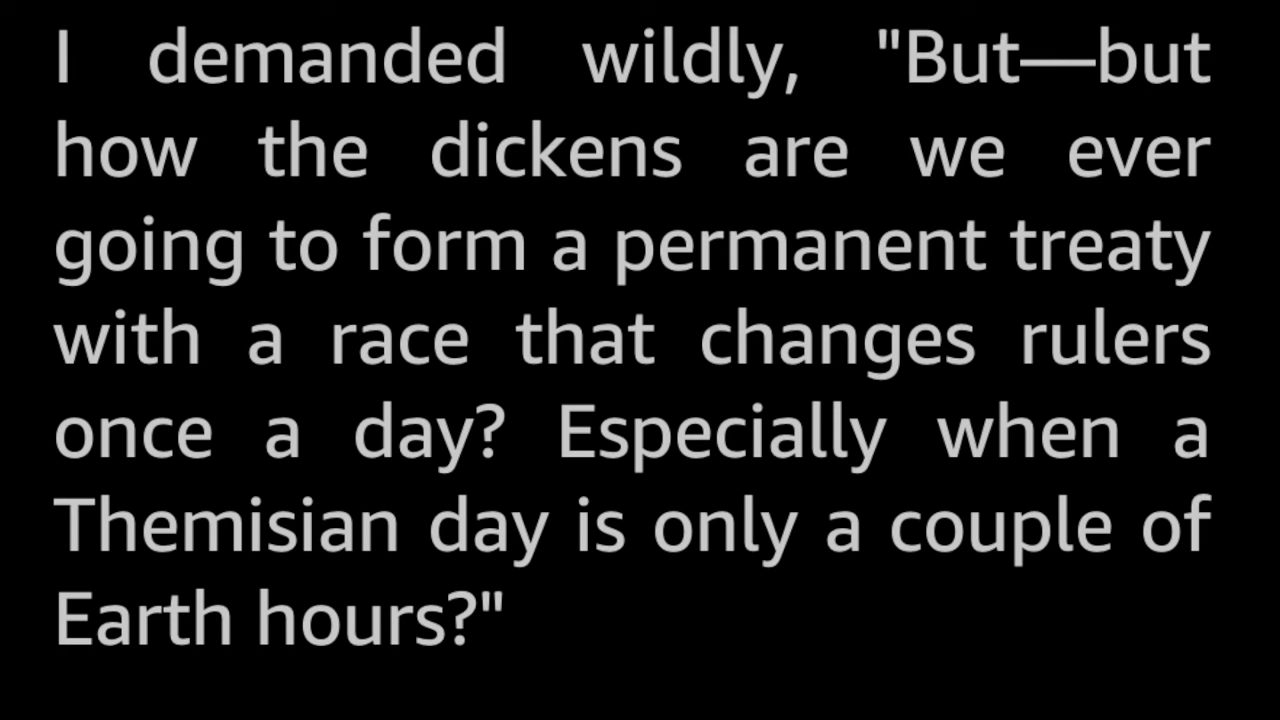 I demanded wildly, "But—but
how the dickens are we ever
going to form a permanent treaty
with a race that changes rulers
once a day? Especially when a
Themisian day is only a couple of
Earth hours?"